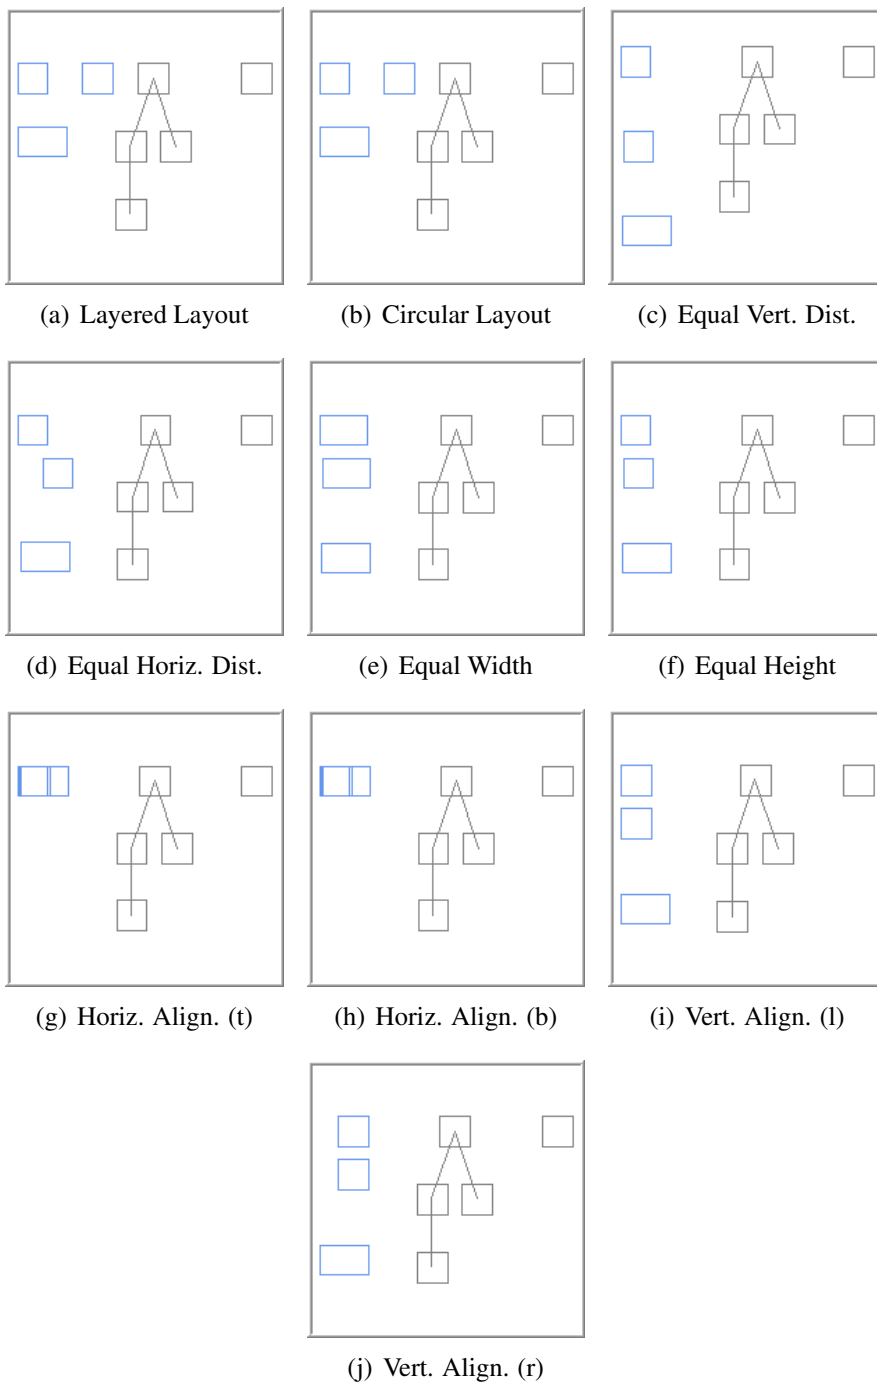 (a) Layered Layout
(b) Circular Layout
(c) Equal Vert. Dist.
(d) Equal Horiz. Dist.
(e) Equal Width
(f) Equal Height
(g) Horiz. Align. (t)
(h) Horiz. Align. (b)
(i) Vert. Align. (l)
(j) Vert. Align. (r)